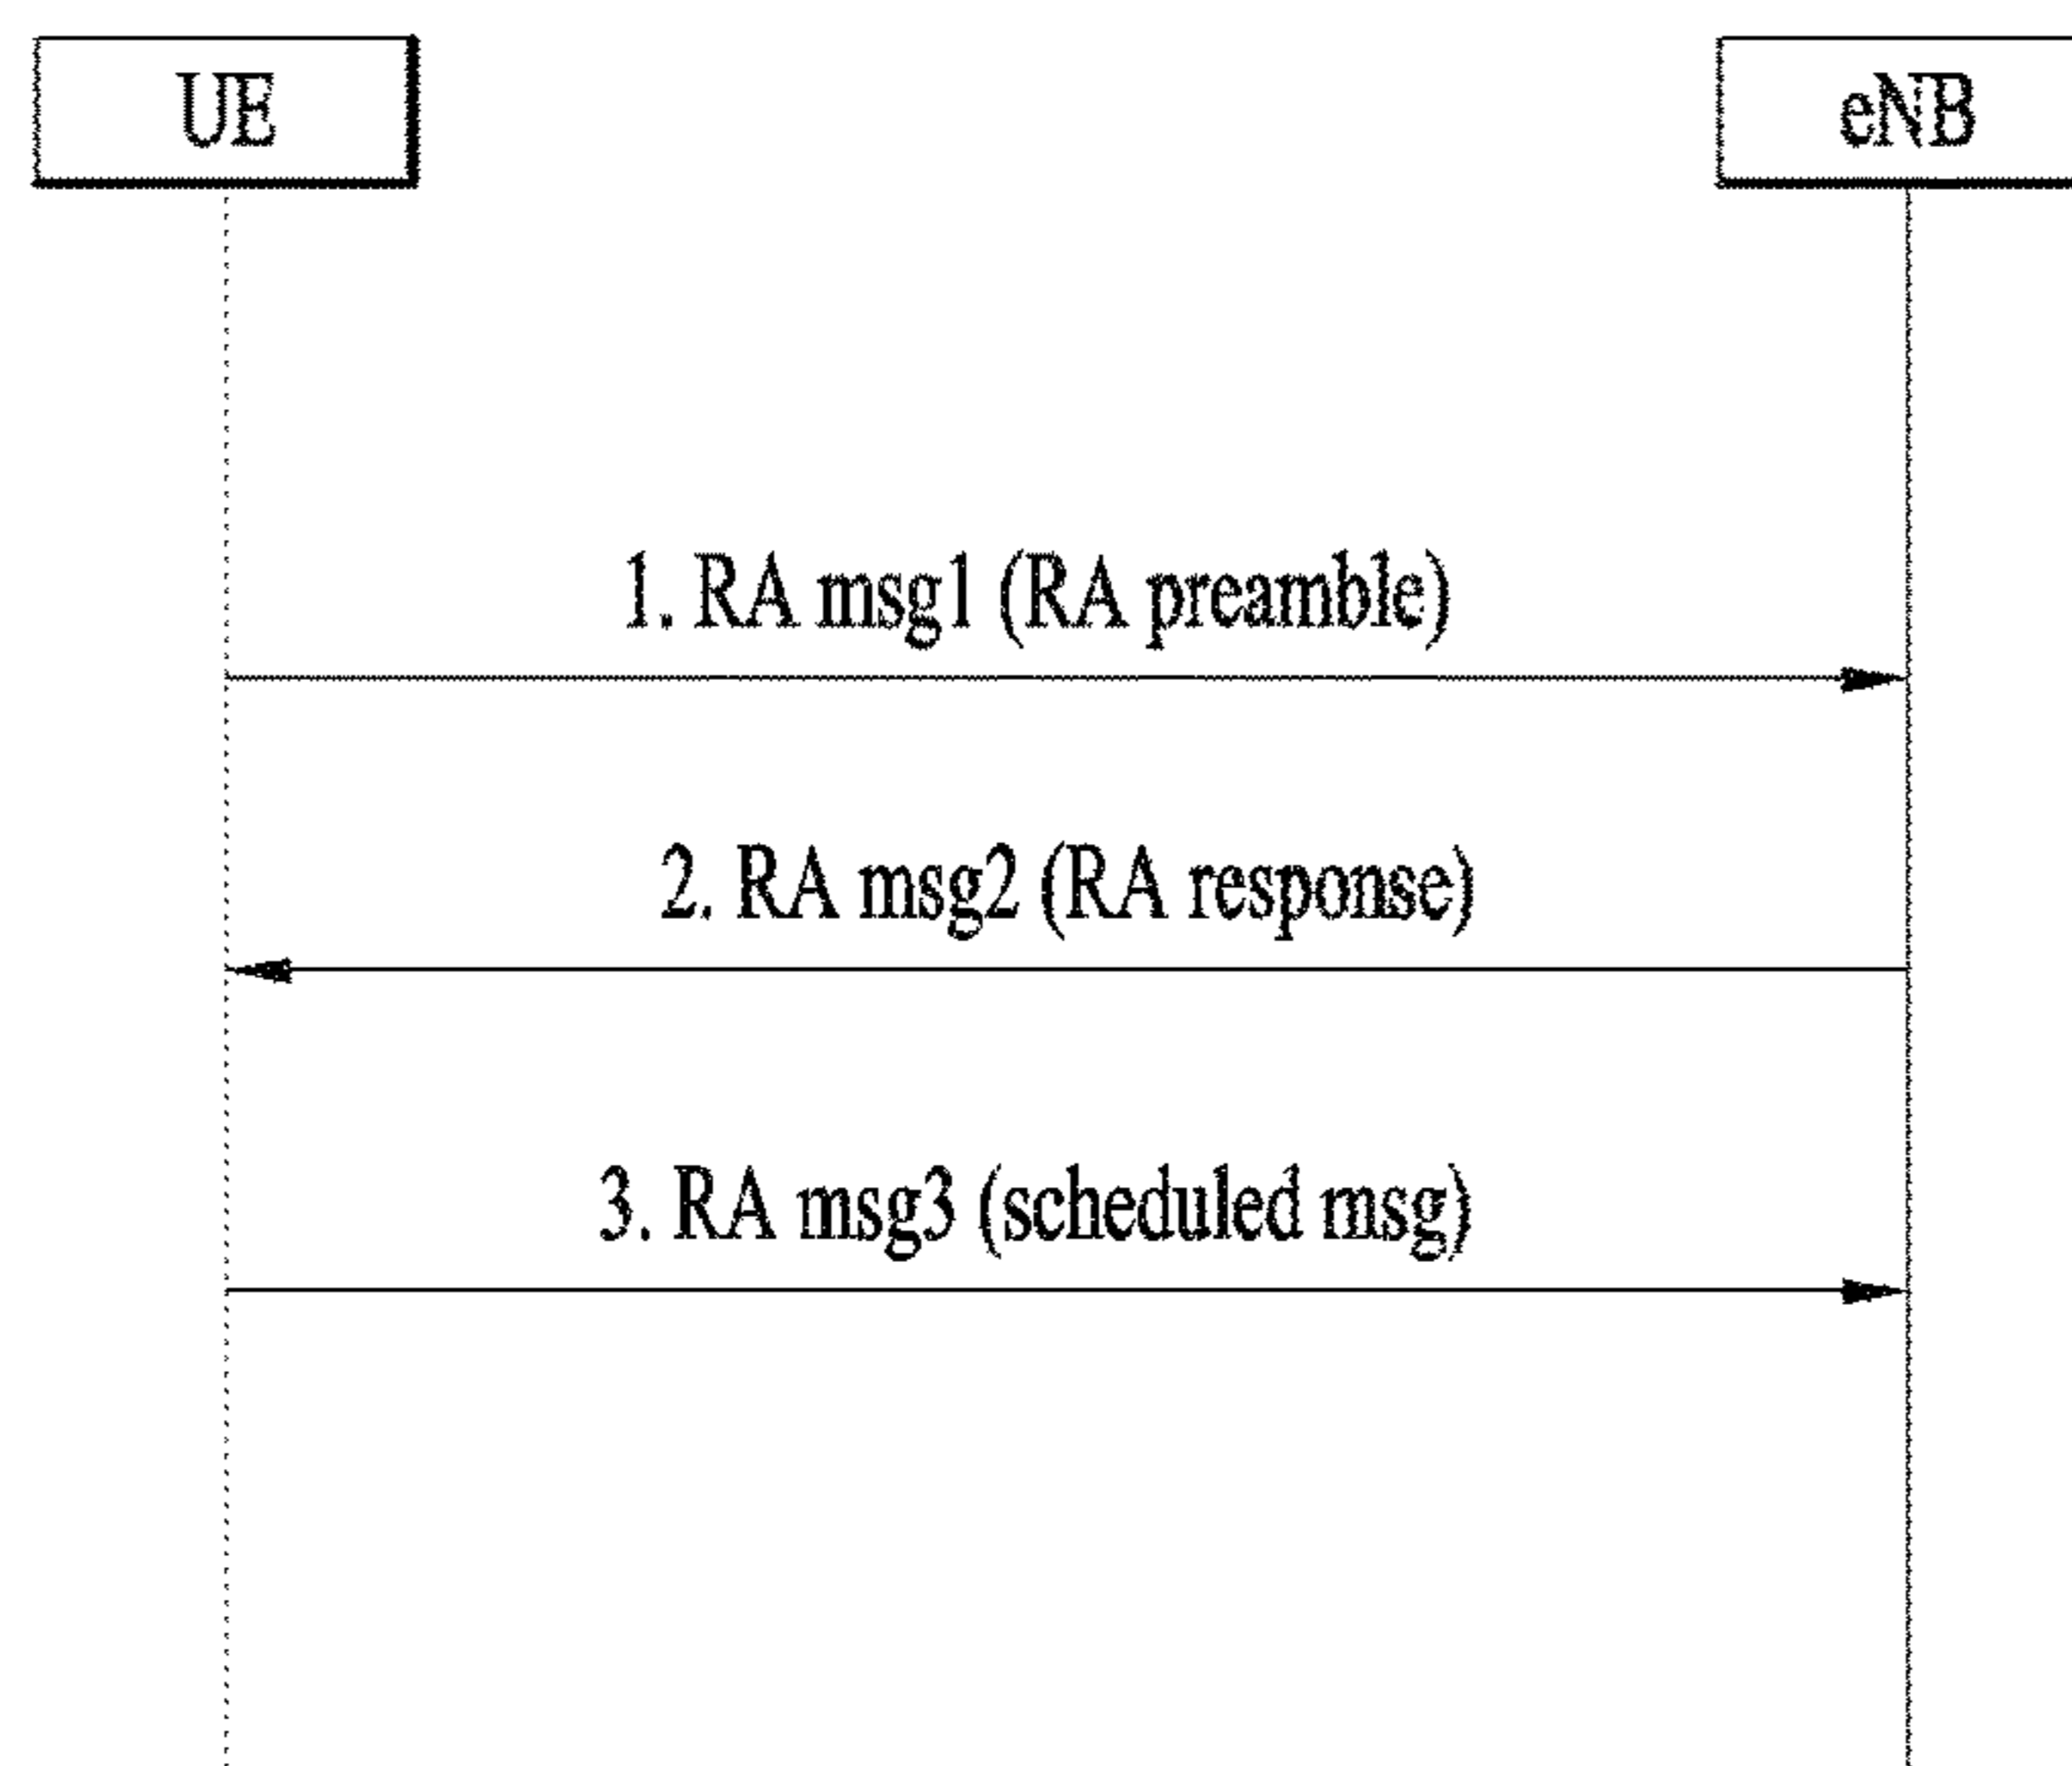 UE
eNB
1. RA msg1 (RA preamble)
2. RA msg2 (RA response)
3. RA msg3 (scheduled msg)